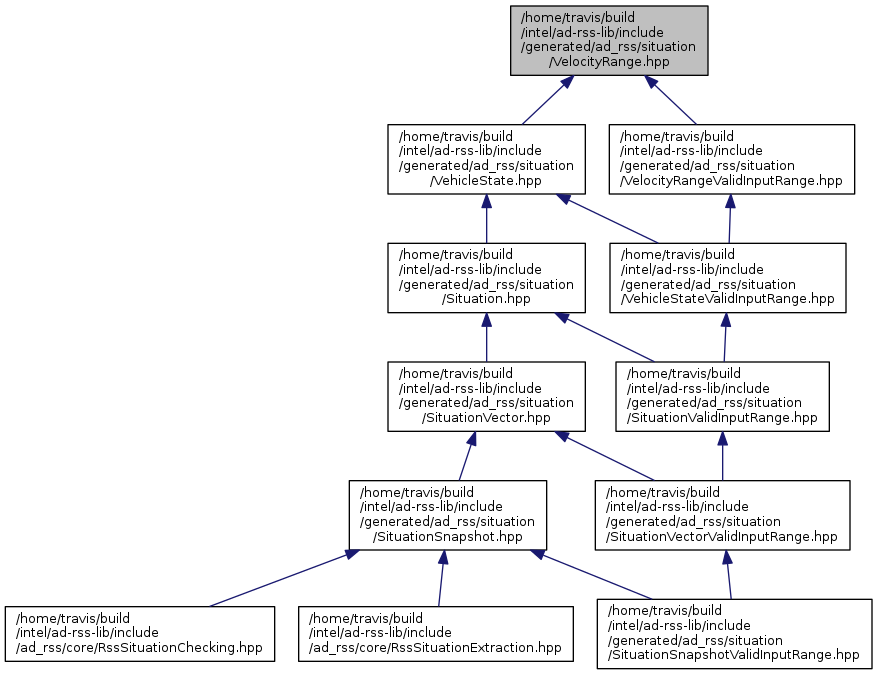 /home/travis/build
/intel/ad-rss-lib/include
/generated/ad_rss/situation
/VelocityRange.hpp
/home/travis/build
/intel/ad-rss-lib/include
/generated/ad_rss/situation
/VehicleState.hpp
/home/travis/build
/intel/ad-rss-lib/include
/generated/ad_rss/situation
/VelocityRangeValidInputRange.hpp
/home/travis/build
/intel/ad-rss-lib/include
/generated/ad_rss/situation
/Situation.hpp
/home/travis/build
/intel/ad-rss-lib/include
/generated/ad_rss/situation
/VehicleStateValidInputRange.hpp
/home/travis/build
/intel/ad-rss-lib/include
/generated/ad_rss/situation
/SituationVector.hpp
/home/travis/build
/intel/ad-rss-lib/include
/generated/ad_rss/situation
/SituationValidInputRange.hpp
/home/travis/build
/intel/ad-rss-lib/include
/generated/ad_rss/situation
/SituationSnapshot.hpp
/home/travis/build
/intel/ad-rss-lib/include
/generated/ad_rss/situation
/SituationVectorValidInputRange.hpp
/home/travis/build
/intel/ad-rss-lib/include
/ad_rss/core/RssSituationChecking.hpp
/home/travis/build
/intel/ad-rss-lib/include
/ad_rss/core/RssSituationExtraction.hpp
/home/travis/build
/intel/ad-rss-lib/include
/generated/ad_rss/situation
/SituationSnapshotValidInputRange.hpp